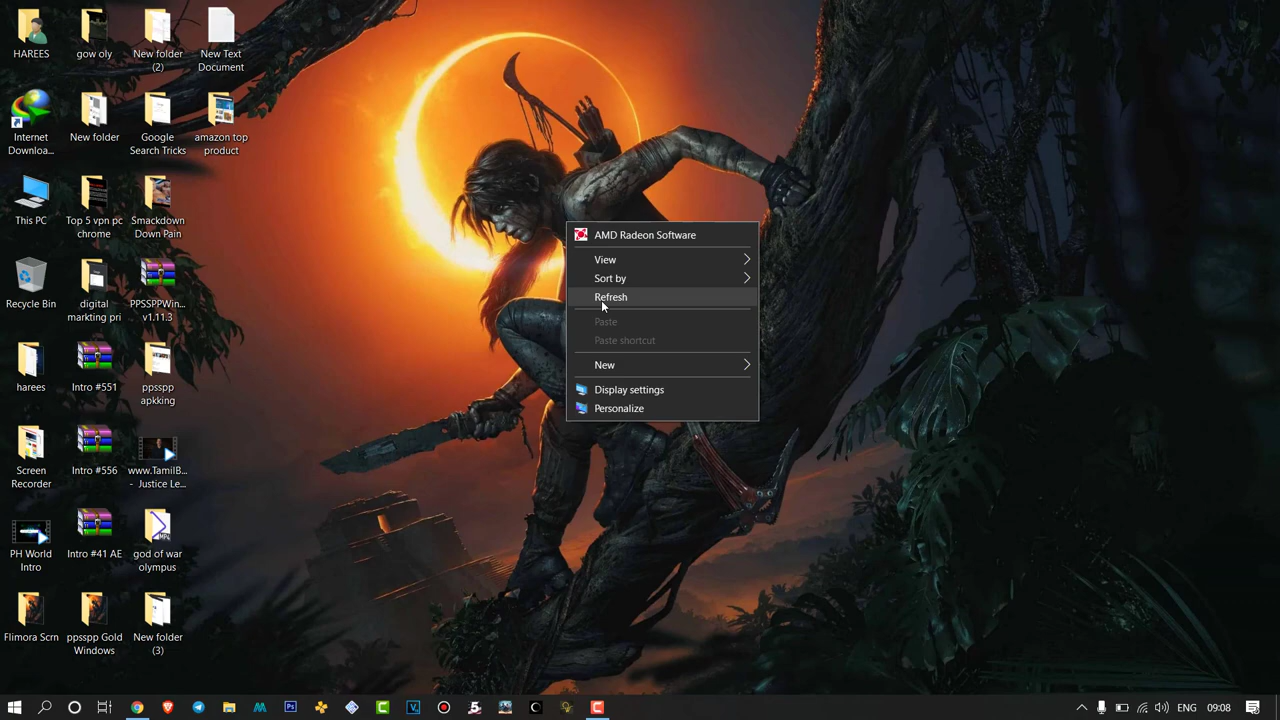 HAREES
gow oly
New folder
(2)
New Text
Document
Internet
Downloa...
New folder
Google
Search Tricks
amazon top
product
This PC
Top 5 vpn pc
chrome
Smackdown
Down Pain
Recycle Bin
digital
markting pri
PPSSPPWin...
v1.11.3
harees
Intro #551
ppsspp
apkking
Screen
Recorder
Intro #556
www.TamilB...
- Justice Le...
PH World
Intro
Intro #41 AE
god of war
olympus
Flimora Scrn
ppsspp Gold
Windows
New folder
(3)
AMD Radeon Software
View
Sort by
Refresh
Paste
Paste shortcut
New
Display settings
Personalize
ENG
09:08